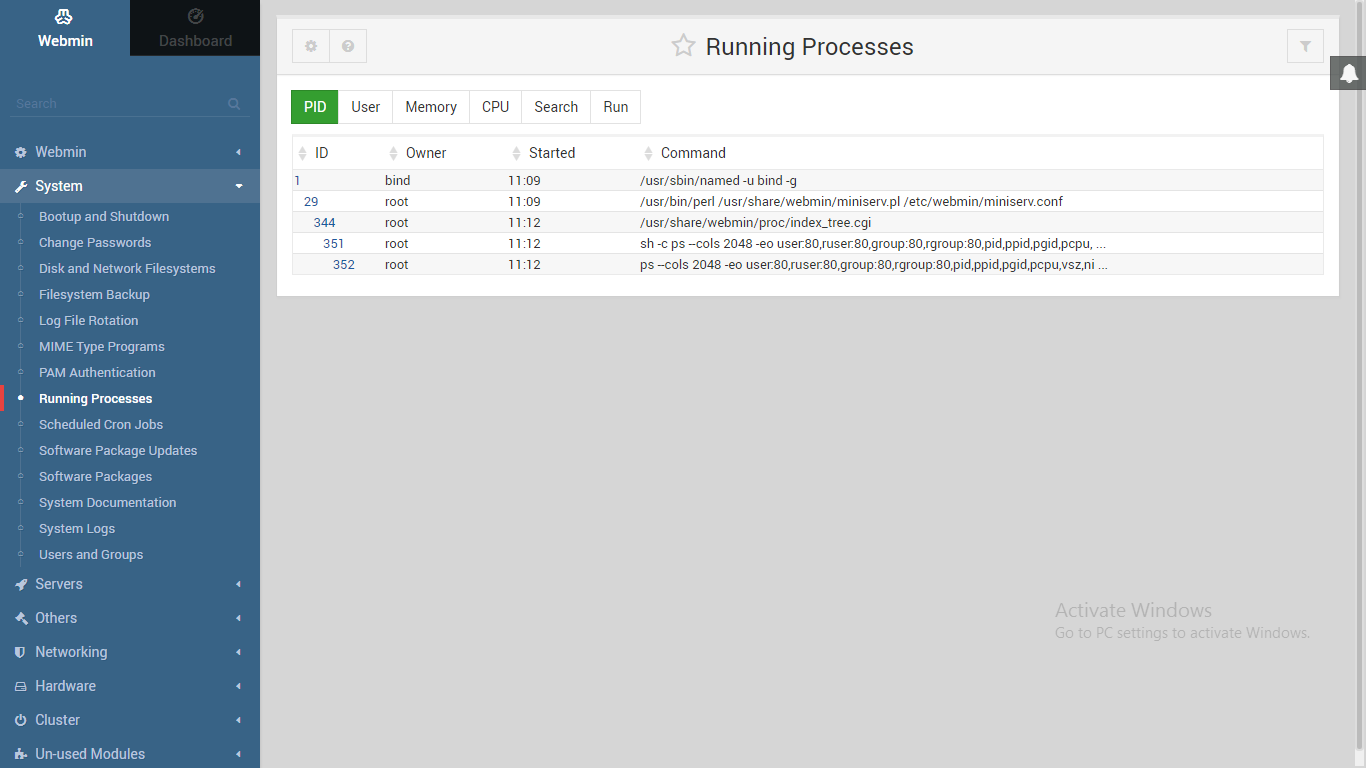 Webmin
Dashboard
Search
Webmin
System
Bootup and Shutdown
Change Passwords
Disk and Network Filesystems
Filesystem Backup
Log File Rotation
MIME Type Programs
PAM Authentication
Running Processes
Scheduled Cron Jobs
Software Package Updates
Software Packages
System Documentation
System Logs
Users and Groups
Servers
Others
Networking
Hardware
Cluster
Un-used Modules
Running Processes
PID User Memory CPU Search Run
ID Owner Started Command
1 bind 11:09 /usr/sbin/named -u bind -g
29 root 11:09 /usr/bin/perl /usr/share/webmin/miniserv.pl /etc/webmin/miniserv.conf
344 root 11:12 /usr/share/webmin/proc/index_tree.cgi
351 root 11:12 sh -c ps --cols 2048 -eo user:80,ruser:80,group:80,rgroup:80,pid,ppid,pgid,pcpu, ...
352 root 11:12 ps --cols 2048 -eo user:80,ruser:80,group:80,rgroup:80,pid,ppid,pgid,pcpu,vsz,ni ...
Activate Windows
Go to PC settings to activate Windows.